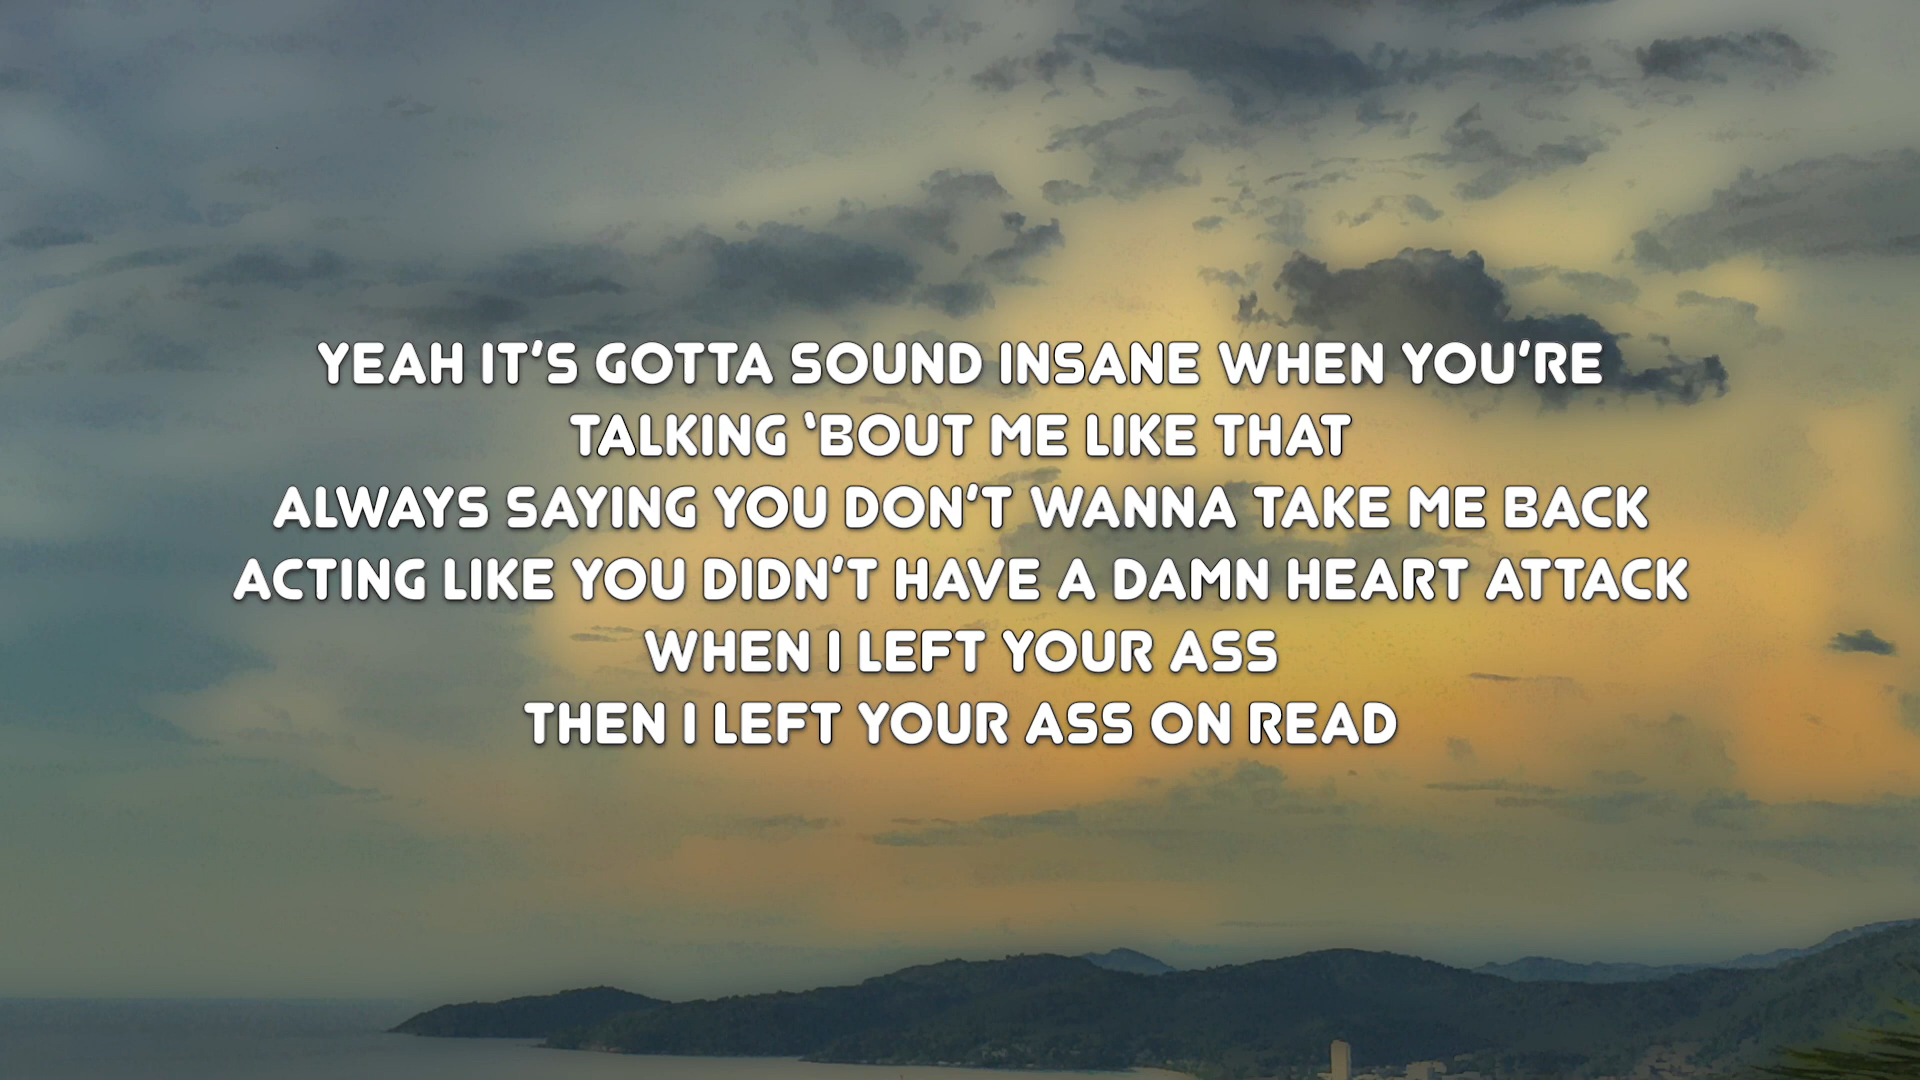 YEAH IT'S GOTTA SOUND INSANE WHEN YOU'RE
TALKING ‘BOUT ME LIKE THAT
ALWAYS SAYING YOU DON'T WANNA TAKE ME BACK
ACTING LIKE YOU DIDN'T HAVE A DAMN HEART ATTACK
WHEN I LEFT YOUR ASS
THEN I LEFT YOUR ASS ON READ